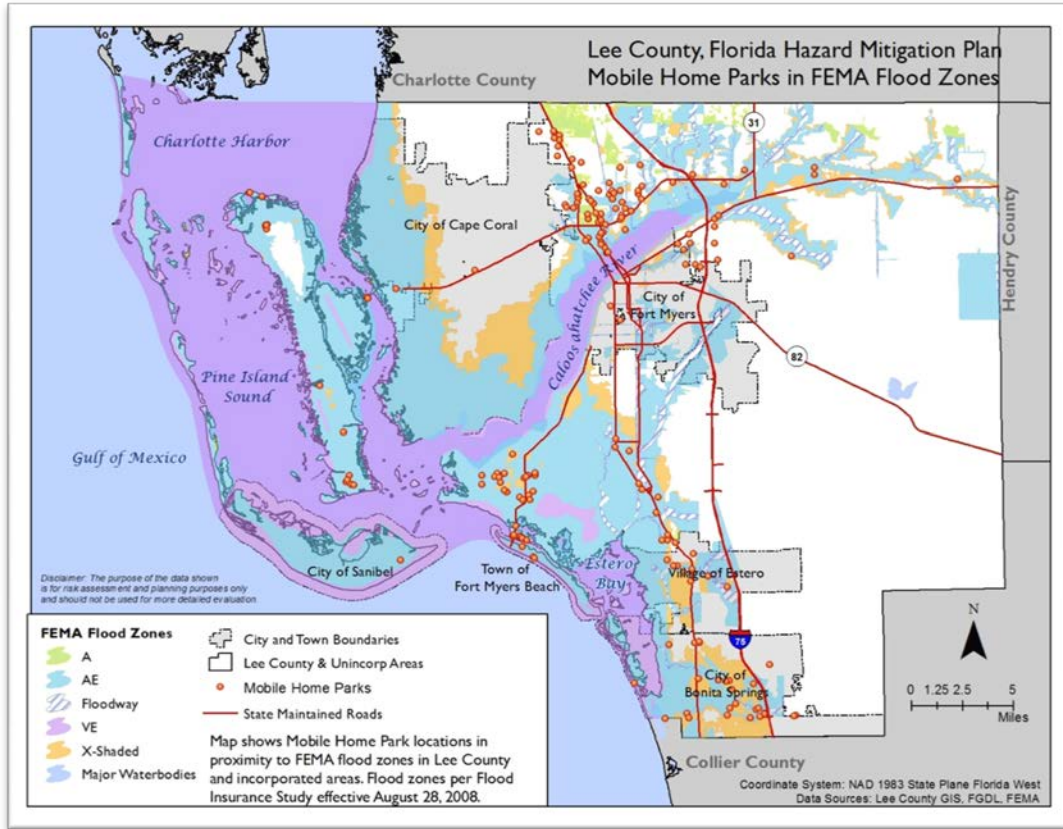 Lee County, Florida Hazard Mitigation Plan
Mobile Home Parks in FEMA Flood Zones
Charlotte County
31
Charlotte Harbor
Hendry County
City of Cape Coral
Caloosahatchee River
City of
Fort Myers
82
Pine Island
Sound
Gulf of Mexico
City of Sanibel
Town of
Fort Myers Beach
Estero
Bay
Village of Estero
Disclaimer: The purpose of the data shown
is for risk assessment and planning purposes only
and should not be used for more detailed evaluation.
75
City of
Bonita Springs
N
0 1.25 2.5 5
Miles
Collier County
FEMA Flood Zones
A
AE
Floodway
VE
X-Shaded
Major Waterbodies
City and Town Boundaries
Lee County & Unincorp Areas
Mobile Home Parks
State Maintained Roads
Map shows Mobile Home Park locations in
proximity to FEMA flood zones in Lee County
and incorporated areas. Flood zones per Flood
Insurance Study effective August 28, 2008.
Coordinate System: NAD 1983 State Plane Florida West
Data Sources: Lee County GIS, FGDL, FEMA